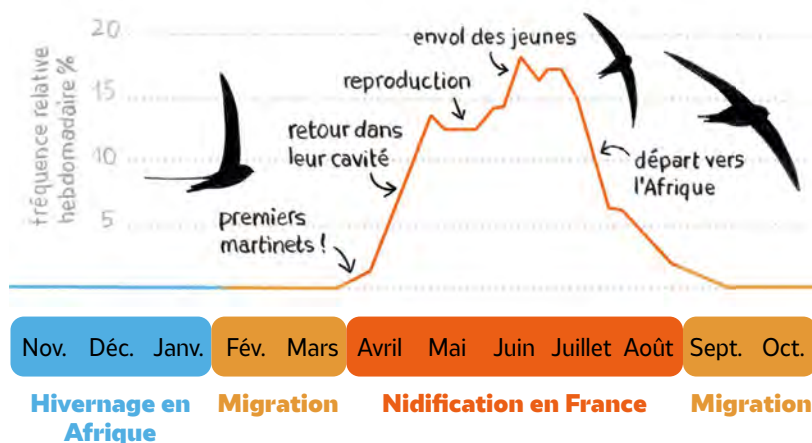 fréquence relative
hebdomadaire %
20
15
10
5
envol des jeunes
reproduction
retour dans
leur cavité
départ vers
l'Afrique
premiers
martinets !
Nov. Déc. Janv. Fév. Mars Avril Mai Juin Juillet Août Sept. Oct.
Hivernage en
Afrique
Migration
Nidification en France
Migration